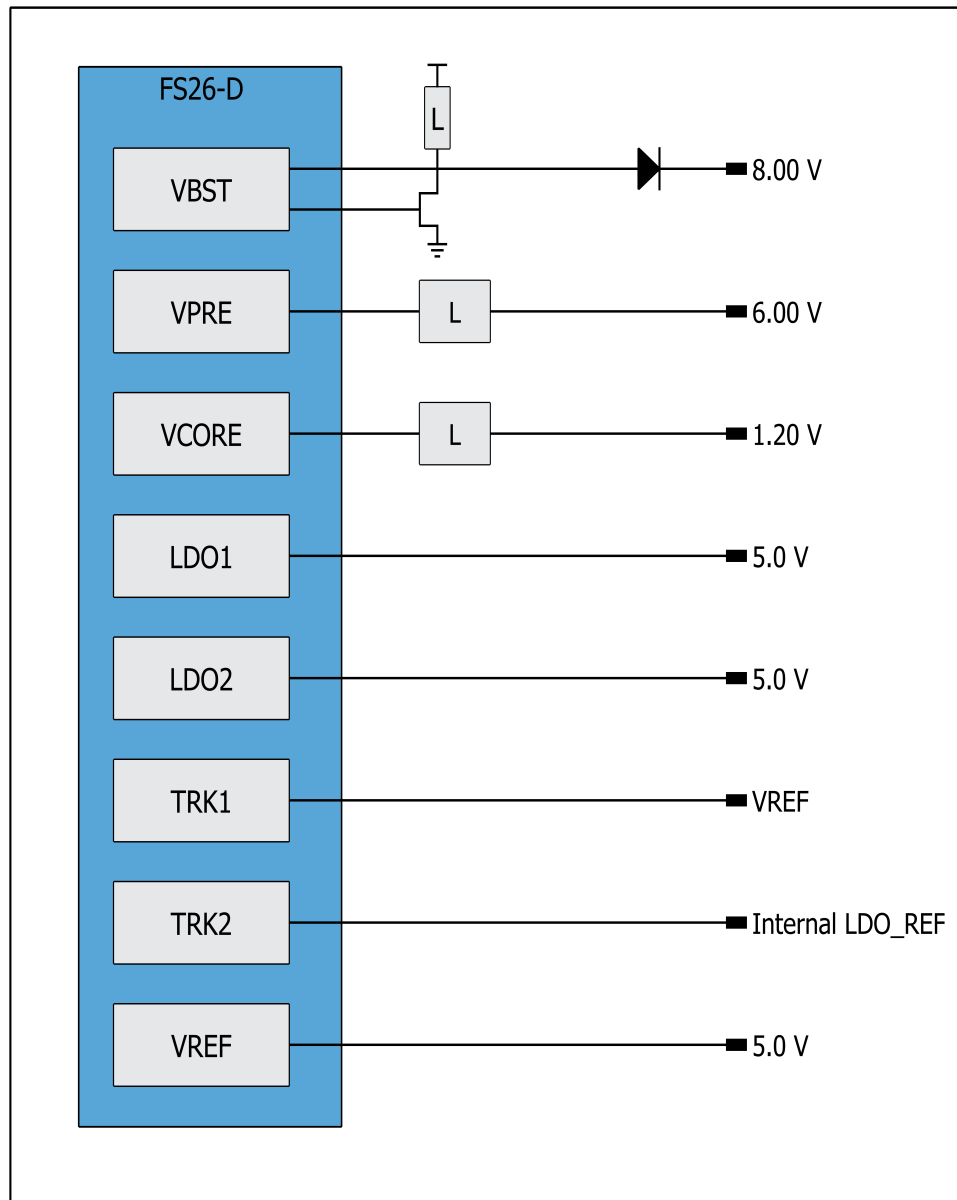 FS26-D
L
VBST
8.00 V
VPRE
L
6.00 V
VCORE
L
1.20 V
LDO1
5.0 V
LDO2
5.0 V
TRK1
VREF
TRK2
Internal LDO_REF
VREF
5.0 V